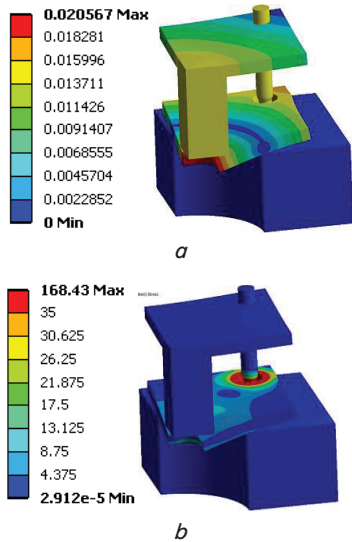 0.020567 Max
0.018281
0.015996
0.013711
0.011426
0.0091407
0.0068555
0.0045704
0.0022852
0 Min
a
168.43 Max
35
30.625
26.25
21.875
17.5
13.125
8.75
4.375
2.912e-5 Min
b